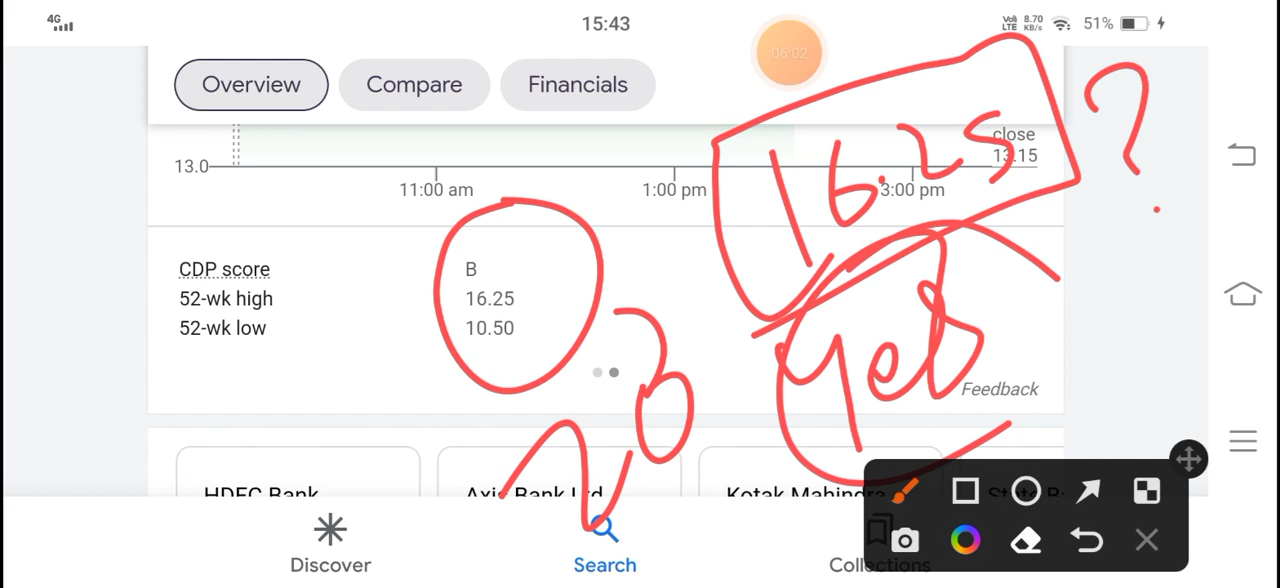 4G 15:43 VoI) LTE 8.70 KB/s 51%
06:02
Overview Compare Financials
close
13.15
13.0
11:00 am 1:00 pm 3:00 pm
16.25
?
CDP score B
52-wk high 16.25
52-wk low 10.50
yes
Feedback
HDFC Bank Axis Bank Ltd Kotak Mahindra
Discover Search Collections